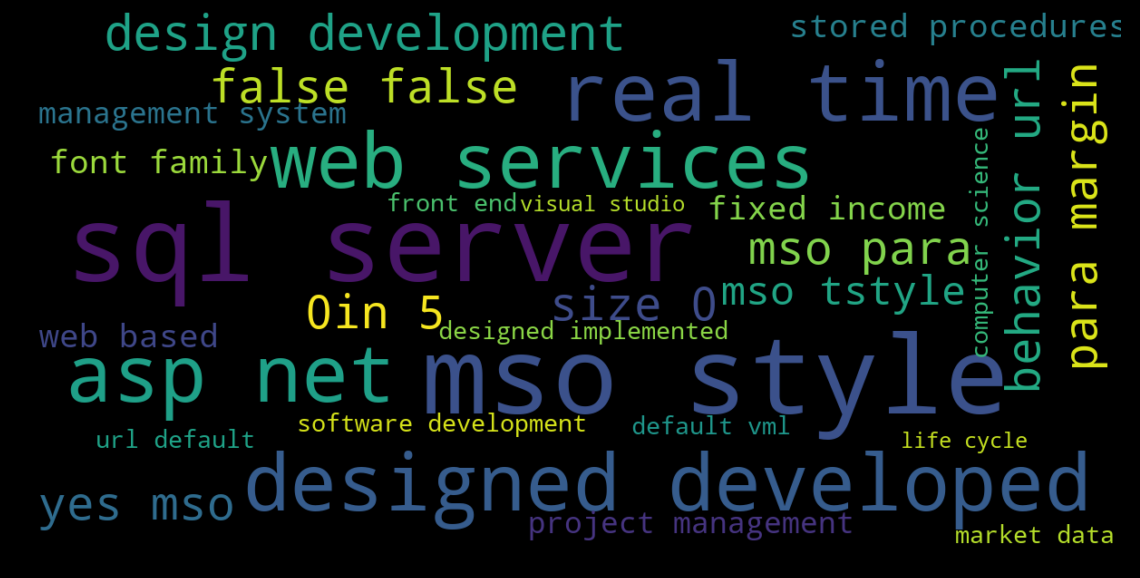 design development
stored procedures
false false
real time
management system
web services
font family
front end
visual studio
fixed income
computer science
behavior url
para margin
sql server
mso para
mso tstyle
0in 5
size 0
designed implemented
web based
asp net
mso style
software development
default vml
url default
life cycle
designed developed
yes mso
project management
market data